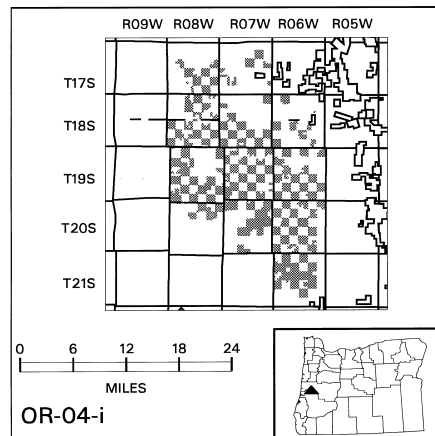 R09W R08W R07W R06W R05W
T17S
T18S
T19S
T20S
T21S
0 6 12 18 24
MILES
OR-04-i